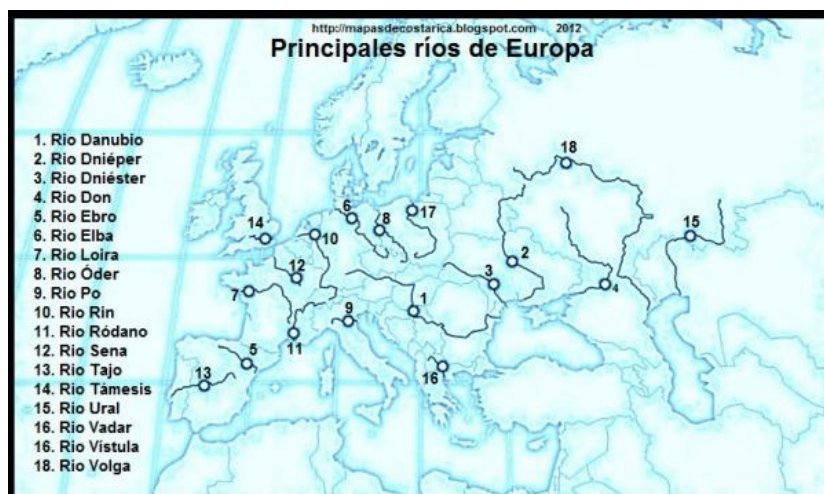 http://mapasdecostarica.blogspot.com 2012
Principales ríos de Europa
1. Rio Danubio
2. Rio Dniéper
3. Rio Dniéster
4. Rio Don
5. Rio Ebro
6. Rio Elba
7. Rio Loira
8. Rio Óder
9. Rio Po
10. Rio Rin
11. Rio Ródano
12. Rio Sena
13. Rio Tajo
14. Rio Támesis
15. Rio Ural
16. Rio Vadar
16. Rio Vístula
18. Rio Volga
18
6
17
14
8
10
15
2
12
3
7
4
1
9
11
5
16
13